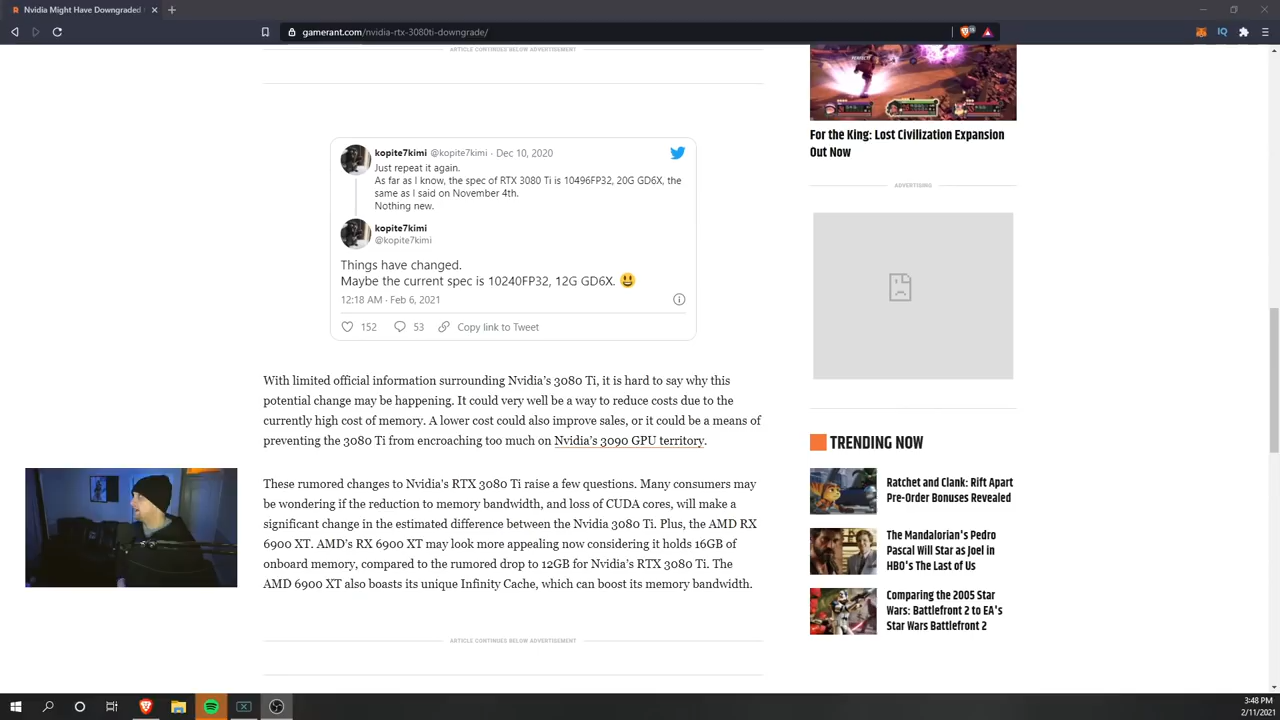 Nvidia Might Have Downgraded
gamerant.com/nvidia-rtx-3080ti-downgrade/
IQ
ARTICLE CONTINUES BELOW ADVERTISEMENT
kopite7kimi @kopite7kimi · Dec 10, 2020
Just repeat it again.
As far as I know, the spec of RTX 3080 Ti is 10496FP32, 20G GD6X, the
same as I said on November 4th.
Nothing new.
kopite7kimi
@kopite7kimi
Things have changed.
Maybe the current spec is 10240FP32, 12G GD6X. 😃
12:18 AM · Feb 6, 2021
152 53 Copy link to Tweet
With limited official information surrounding Nvidia's 3080 Ti, it is hard to say why this
potential change may be happening. It could very well be a way to reduce costs due to the
currently high cost of memory. A lower cost could also improve sales, or it could be a means of
preventing the 3080 Ti from encroaching too much on Nvidia's 3090 GPU territory.
These rumored changes to Nvidia's RTX 3080 Ti raise a few questions. Many consumers may
be wondering if the reduction to memory bandwidth, and loss of CUDA cores, will make a
significant change in the estimated difference between the Nvidia 3080 Ti. Plus, the AMD RX
6900 XT. AMD's RX 6900 XT may look more appealing now considering it holds 16GB of
onboard memory, compared to the rumored drop to 12GB for Nvidia's RTX 3080 Ti. The
AMD 6900 XT also boasts its unique Infinity Cache, which can boost its memory bandwidth.
ARTICLE CONTINUES BELOW ADVERTISEMENT
PERFECT!
For the King: Lost Civilization Expansion
Out Now
ADVERTISING
TRENDING NOW
Ratchet and Clank: Rift Apart
Pre-Order Bonuses Revealed
The Mandalorian's Pedro
Pascal Will Star as Joel in
HBO's The Last of Us
Comparing the 2005 Star
Wars: Battlefront 2 to EA's
Star Wars Battlefront 2
3:48 PM
2/11/2021